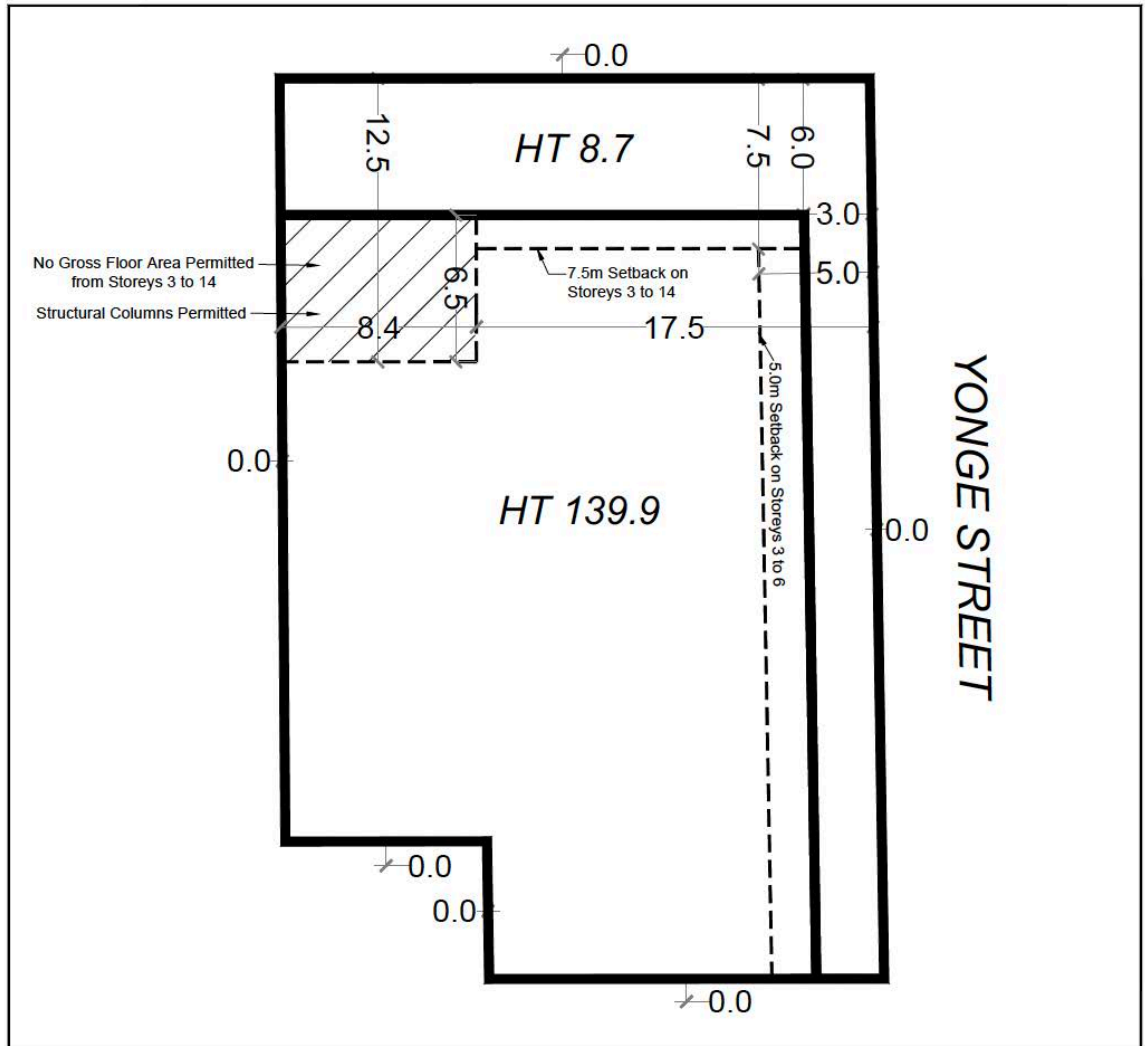 0.0
12.5
HT 8.7
7.5
6.0
3.0
No Gross Floor Area Permitted
from Storeys 3 to 14
Structural Columns Permitted
6.5
7.5m Setback on
Storeys 3 to 14
5.0
8.4
17.5
5.0m Setback on Storeys 3 to 6
YONGE STREET
0.0
HT 139.9
0.0
0.0
0.0
0.0